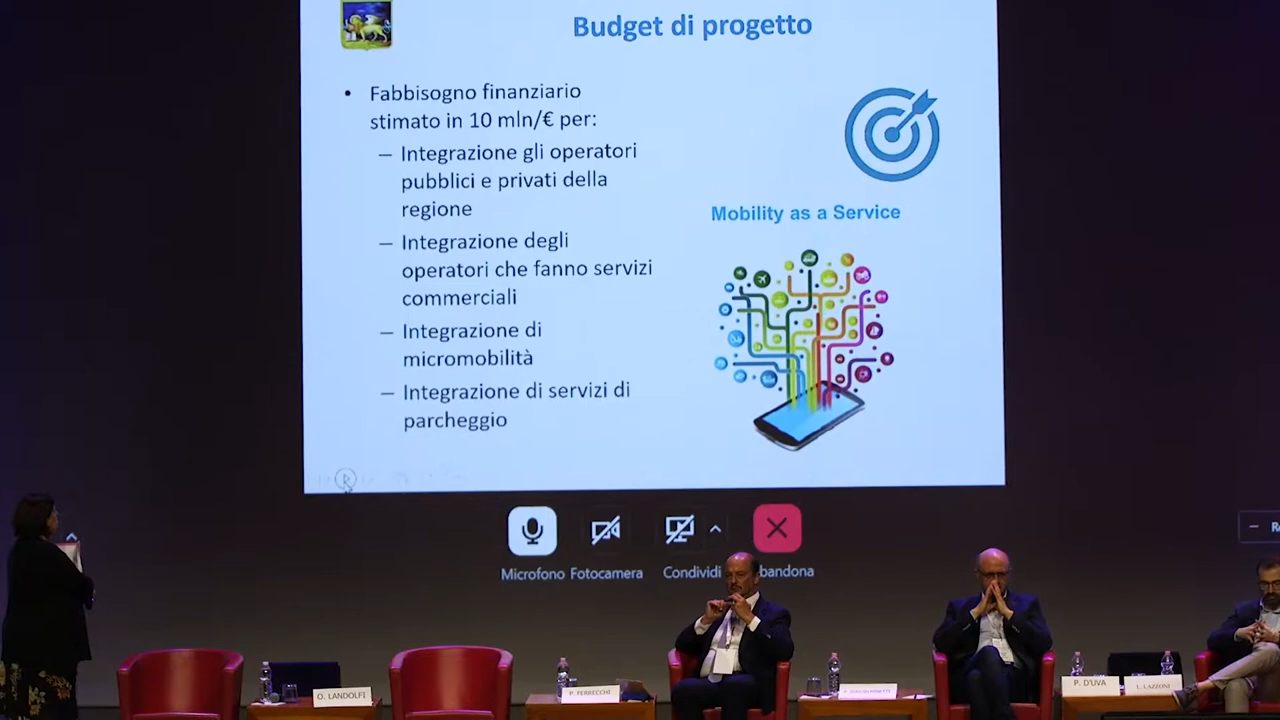 Budget di progetto
• Fabbisogno finanziario
stimato in 10 mln/€ per:
– Integrazione gli operatori
pubblici e privati della
regione
– Integrazione degli
operatori che fanno servizi
commerciali
– Integrazione di
micromobilità
– Integrazione di servizi di
parcheggio
Mobility as a Service
Microfono Fotocamera Condividi bandona
O. LANDOLFI
P. FERRECCHI
P. D'UVA
L. LAZZONI